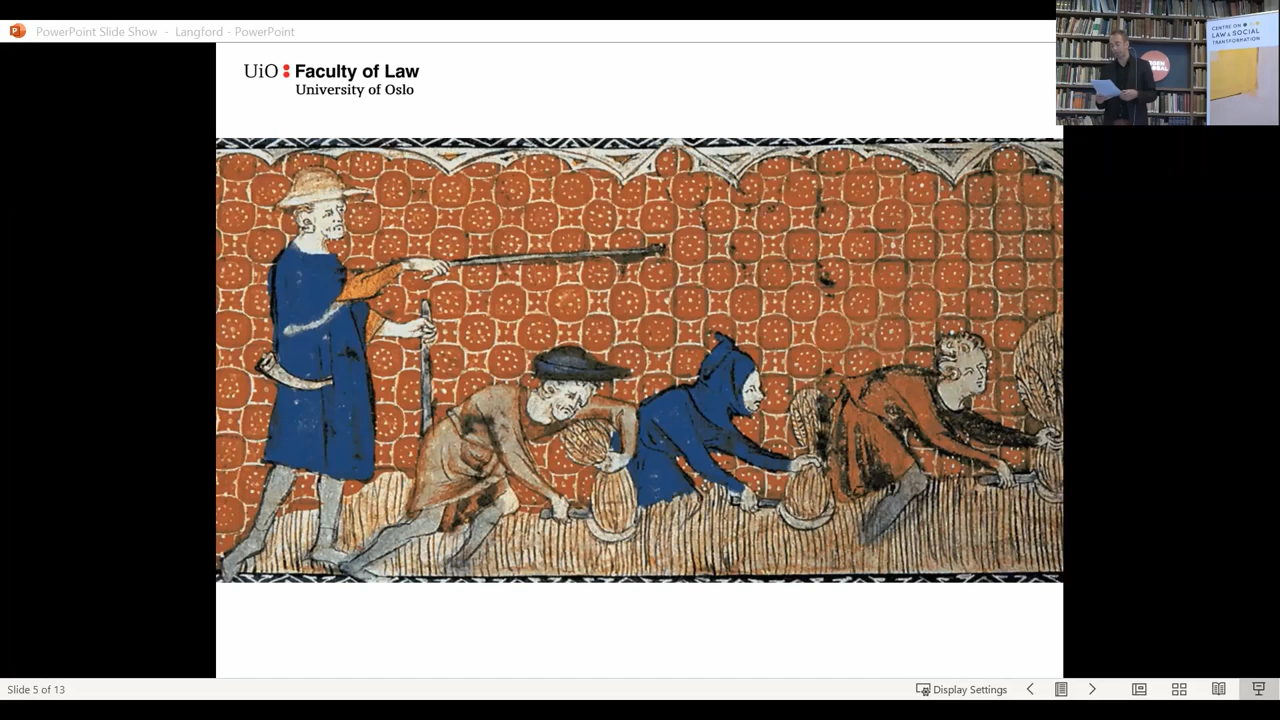 PowerPoint Slide Show - Langford - PowerPoint
UiO Faculty of Law
University of Oslo
CENTRE ON
LAW & SOCIAL
TRANSFORMATION
Slide 5 of 13
Display Settings